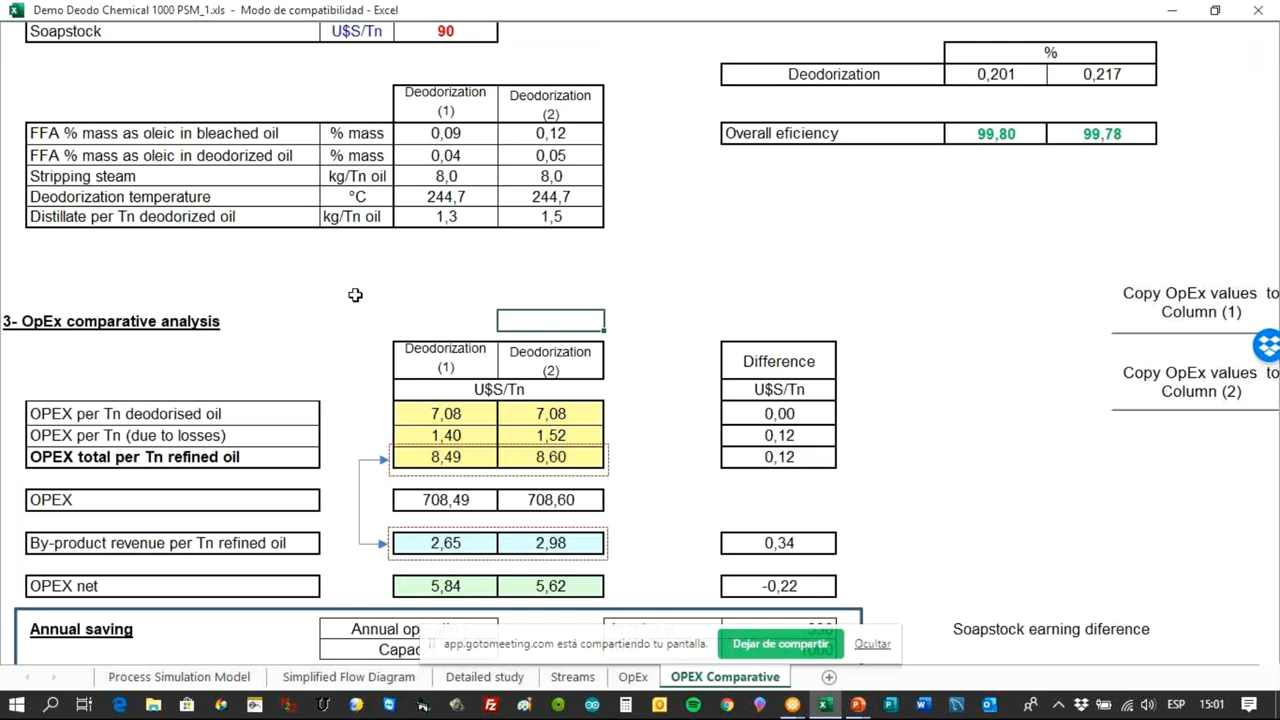 Demo Deodo Chemical 1000 PSM_1.xls - Modo de compatibilidad - Excel
Soapstock U$S/Tn 90
%
Deodorization 0,201 0,217
Deodorization (1) Deodorization (2)
FFA % mass as oleic in bleached oil % mass 0,09 0,12
Overall eficiency 99,80 99,78
FFA % mass as oleic in deodorized oil % mass 0,04 0,05
Stripping steam kg/Tn oil 8,0 8,0
Deodorization temperature °C 244,7 244,7
Distillate per Tn deodorized oil kg/Tn oil 1,3 1,5
Copy OpEx values to
Column (1)
3- OpEx comparative analysis
Deodorization (1) Deodorization (2) Difference
Copy OpEx values to
Column (2)
U$S/Tn U$S/Tn
OPEX per Tn deodorised oil 7,08 7,08 0,00
OPEX per Tn (due to losses) 1,40 1,52 0,12
OPEX total per Tn refined oil 8,49 8,60 0,12
OPEX 708,49 708,60
By-product revenue per Tn refined oil 2,65 2,98 0,34
OPEX net 5,84 5,62 -0,22
Annual saving Annual op Soapstock earning diference
app.gotomeeting.com está compartiendo tu pantalla. Dejar de compartir Ocultar
Capac
Process Simulation Model Simplified Flow Diagram Detailed study Streams OpEx OPEX Comparative
ESP 15:01